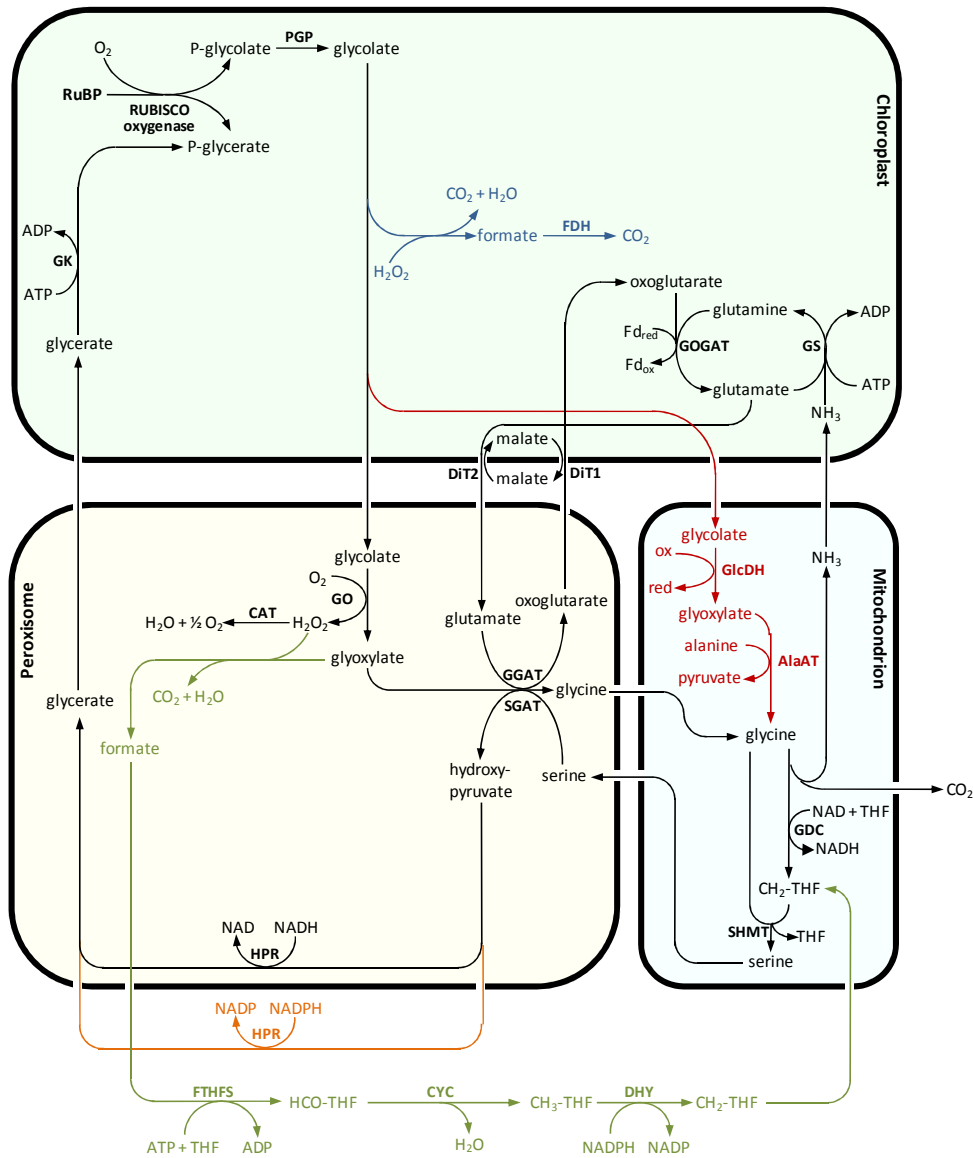 O₂
P-glycolate
PGP
glycolate
RuBP
RUBISCO
oxygenase
P-glycerate
Chloroplast
CO₂ + H₂O
formate
FDH
CO₂
H₂O₂
ADP
GK
ATP
glycerate
oxoglutarate
glutamine
ADP
Fdred
GOGAT
GS
Fdox
glutamate
ATP
NH₃
malate
DiT2
malate
DiT1
Peroxisome
glycolate
O₂
GO
H₂O + ½ O₂
CAT
H₂O₂
glutamate
oxoglutarate
glyoxylate
CO₂ + H₂O
GGAT
glycine
SGAT
glycerate
formate
hydroxy-
pyruvate
serine
Mitochondrion
glycolate
ox
GlcDH
red
NH₃
glyoxylate
alanine
AlaAT
pyruvate
glycine
CO₂
NAD + THF
GDC
NADH
CH₂-THF
SHMT
THF
serine
NAD
NADH
HPR
NADP
NADPH
HPR
FTHFS
HCO-THF
CYC
CH₃-THF
DHY
CH₂-THF
ATP + THF
ADP
H₂O
NADPH
NADP